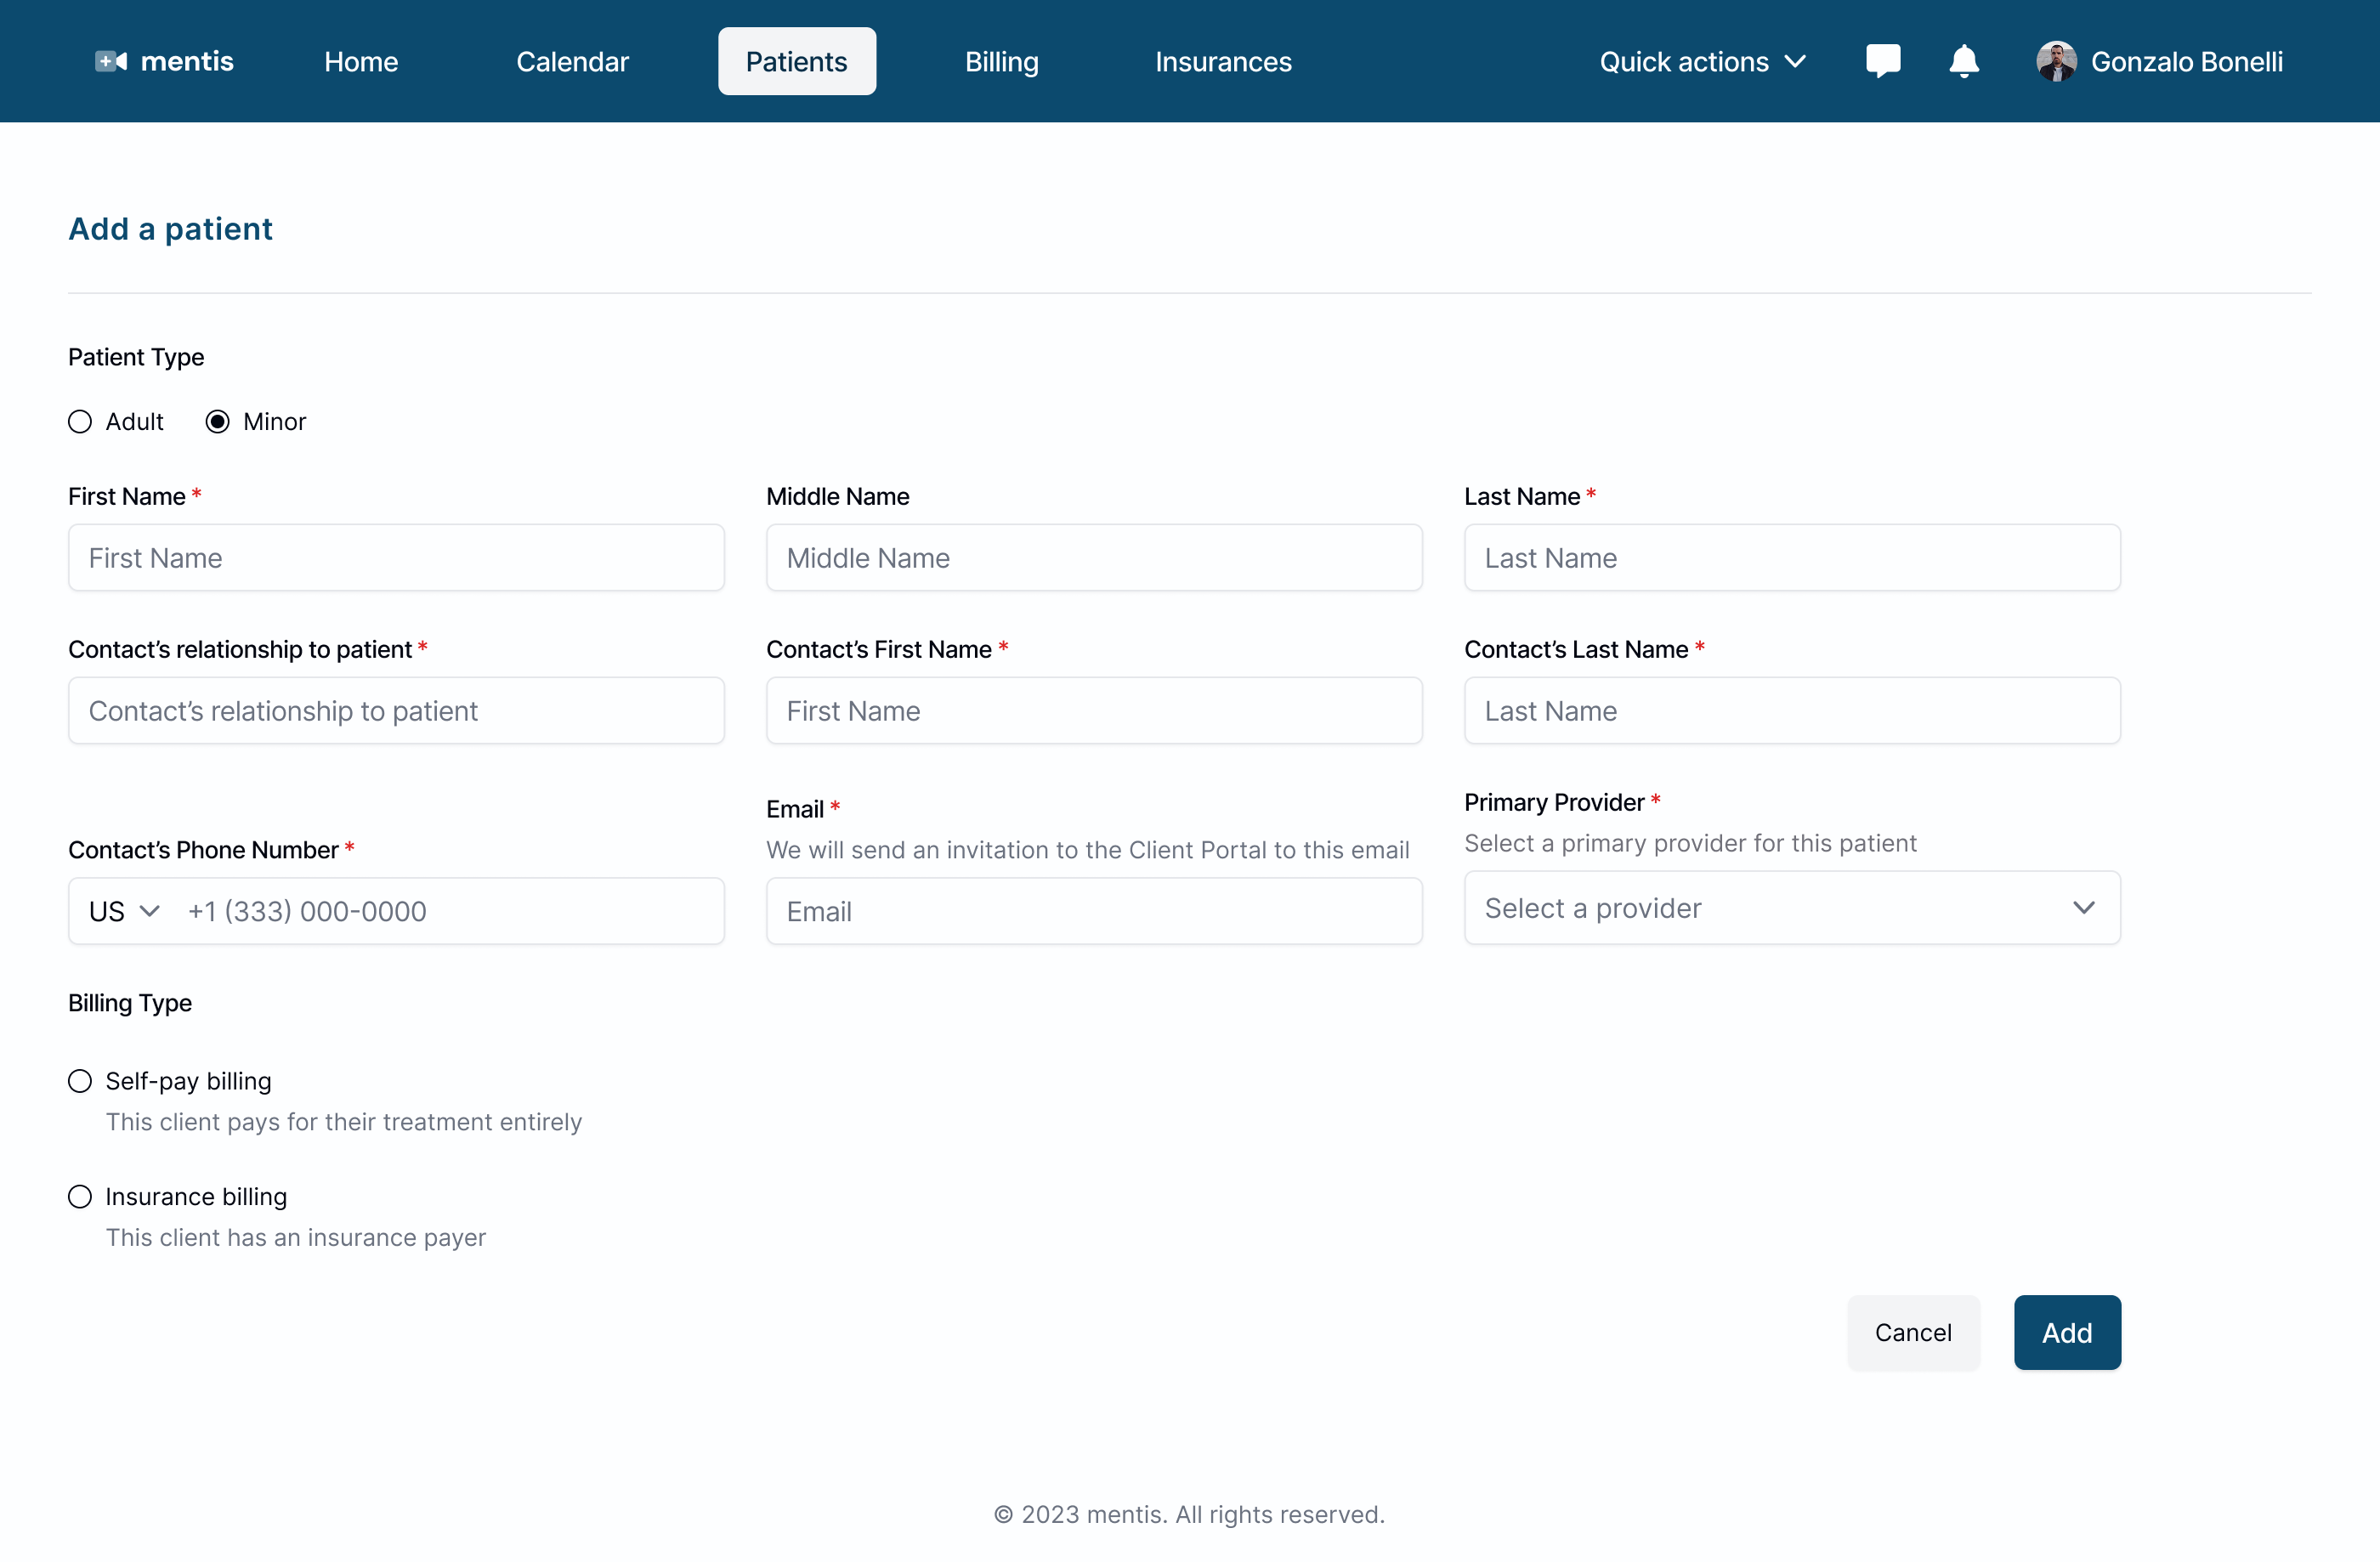 mentis Home Calendar Patients Billing Insurances Quick actions Gonzalo Bonelli
Add a patient
Patient Type
Adult Minor
First Name * Middle Name Last Name *
First Name Middle Name Last Name
Contact’s relationship to patient * Contact’s First Name * Contact’s Last Name *
Contact’s relationship to patient First Name Last Name
Email * Primary Provider *
Contact’s Phone Number * We will send an invitation to the Client Portal to this email Select a primary provider for this patient
US +1 (333) 000-0000 Email Select a provider
Billing Type
Self-pay billing
This client pays for their treatment entirely
Insurance billing
This client has an insurance payer
Cancel Add
© 2023 mentis. All rights reserved.